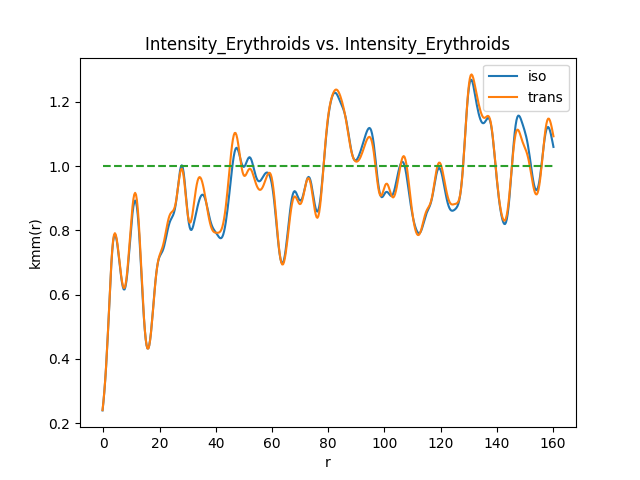 Intensity_Erythroids vs. Intensity_Erythroids
iso
trans
1.2
1.0
0.8
0.6
0.4
0.2
kmm(r)
0 20 40 60 80 100 120 140 160
r